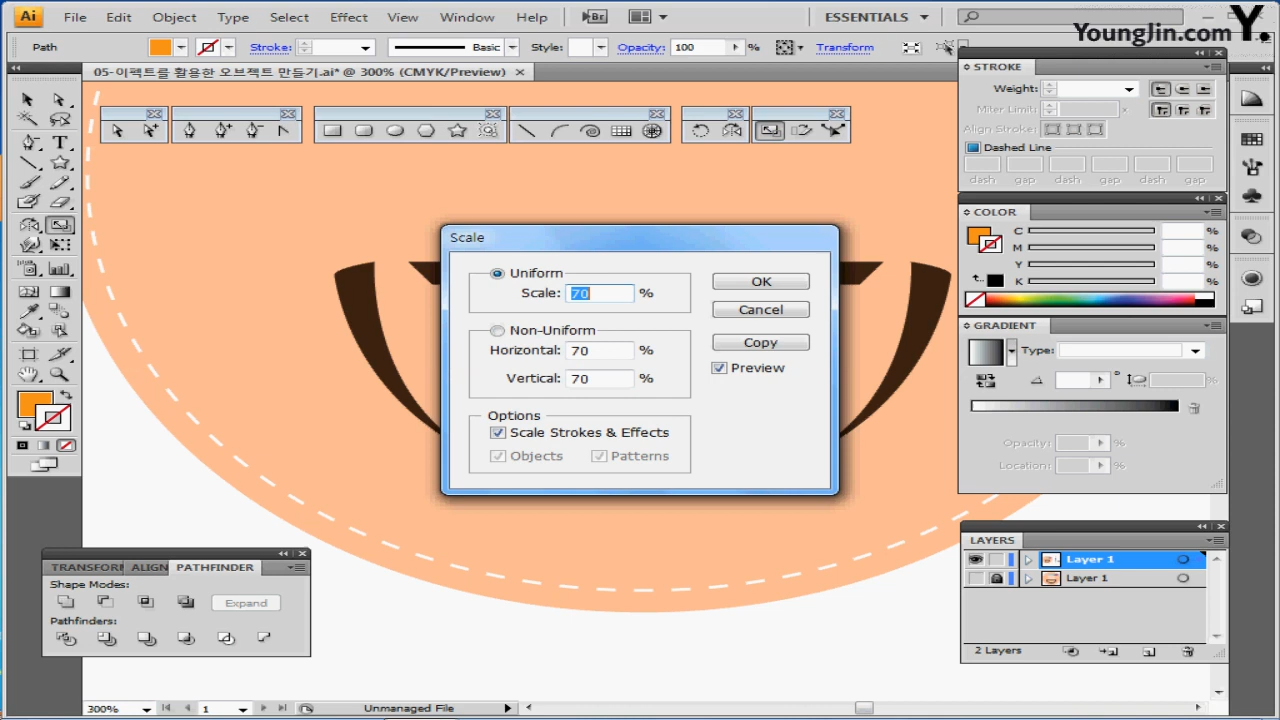 Ai File Edit Object Type Select Effect View Window Help Br ESSENTIALS
YoungJin.com Y.
Path Stroke: Basic Style: Opacity: 100 % Transform
05-이펙트를 활용한 오브젝트 만들기.ai* @ 300% (CMYK/Preview) ×
STROKE
Weight:
Miter Limit: x
Align Stroke:
Dashed Line
dash gap dash gap dash gap
COLOR
C %
M %
Y %
K %
GRADIENT
Type:
Opacity: %
Location: %
Scale
Uniform
Scale: 70 %
Non-Uniform
Horizontal: 70 %
Vertical: 70 %
Options
Scale Strokes & Effects
Objects Patterns
OK
Cancel
Copy
Preview
TRANSFORM ALIGN PATHFINDER
Shape Modes:
Expand
Pathfinders:
LAYERS
Layer 1
Layer 1
2 Layers
300% 1 Unmanaged File